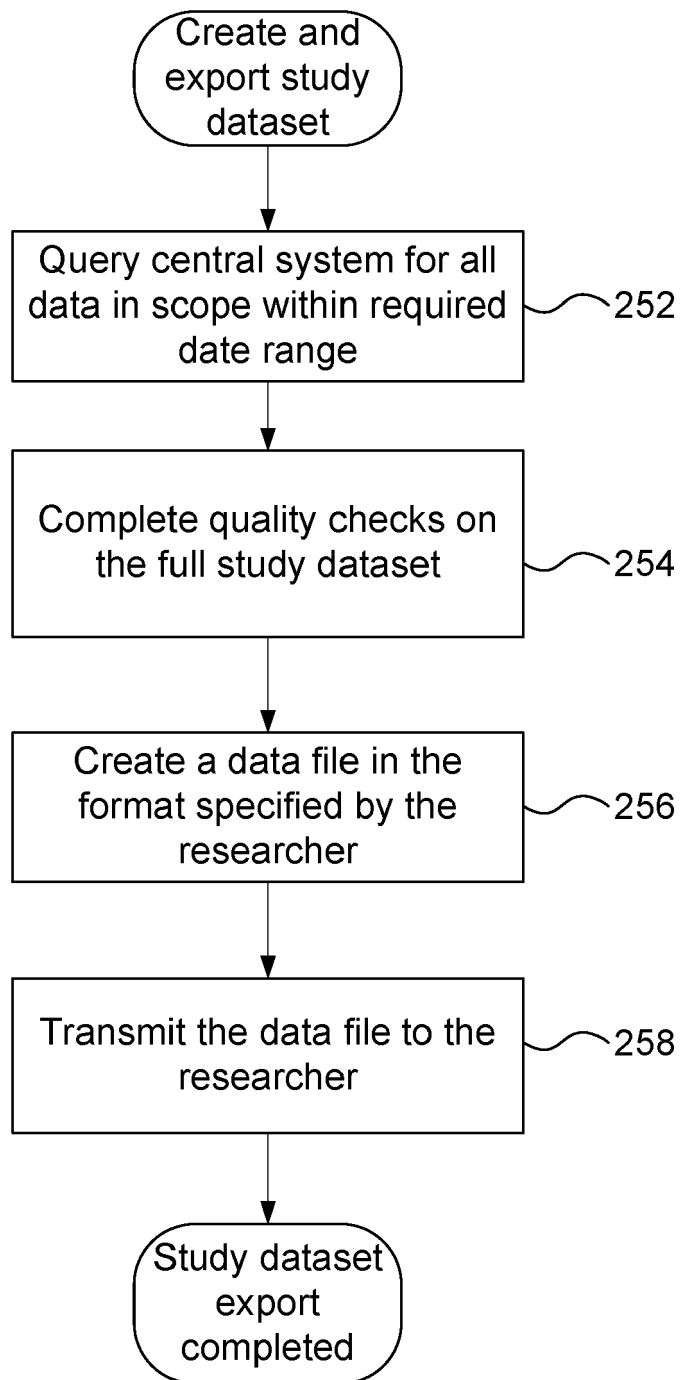 Create and
export study
dataset
Query central system for all
data in scope within required
date range
252
Complete quality checks on
the full study dataset
254
Create a data file in the
format specified by the
researcher
256
Transmit the data file to the
researcher
258
Study dataset
export
completed